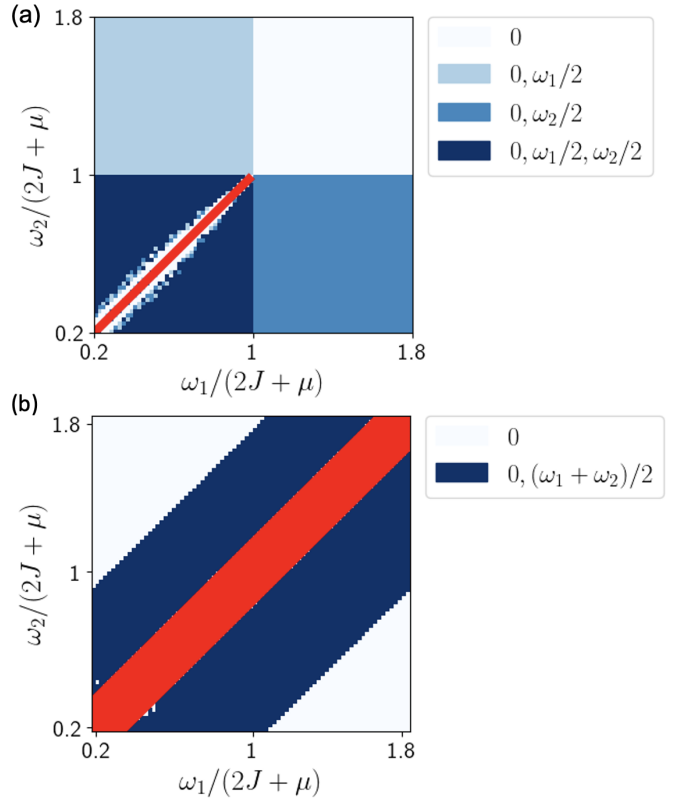 (a)
1.8
1
0.2
ω₂/(2J + μ)
0.2 1 1.8
ω₁/(2J + μ)
0
0, ω₁/2
0, ω₂/2
0, ω₁/2, ω₂/2
(b)
1.8
1
0.2
ω₂/(2J + μ)
0.2 1 1.8
ω₁/(2J + μ)
0
0, (ω₁ + ω₂)/2